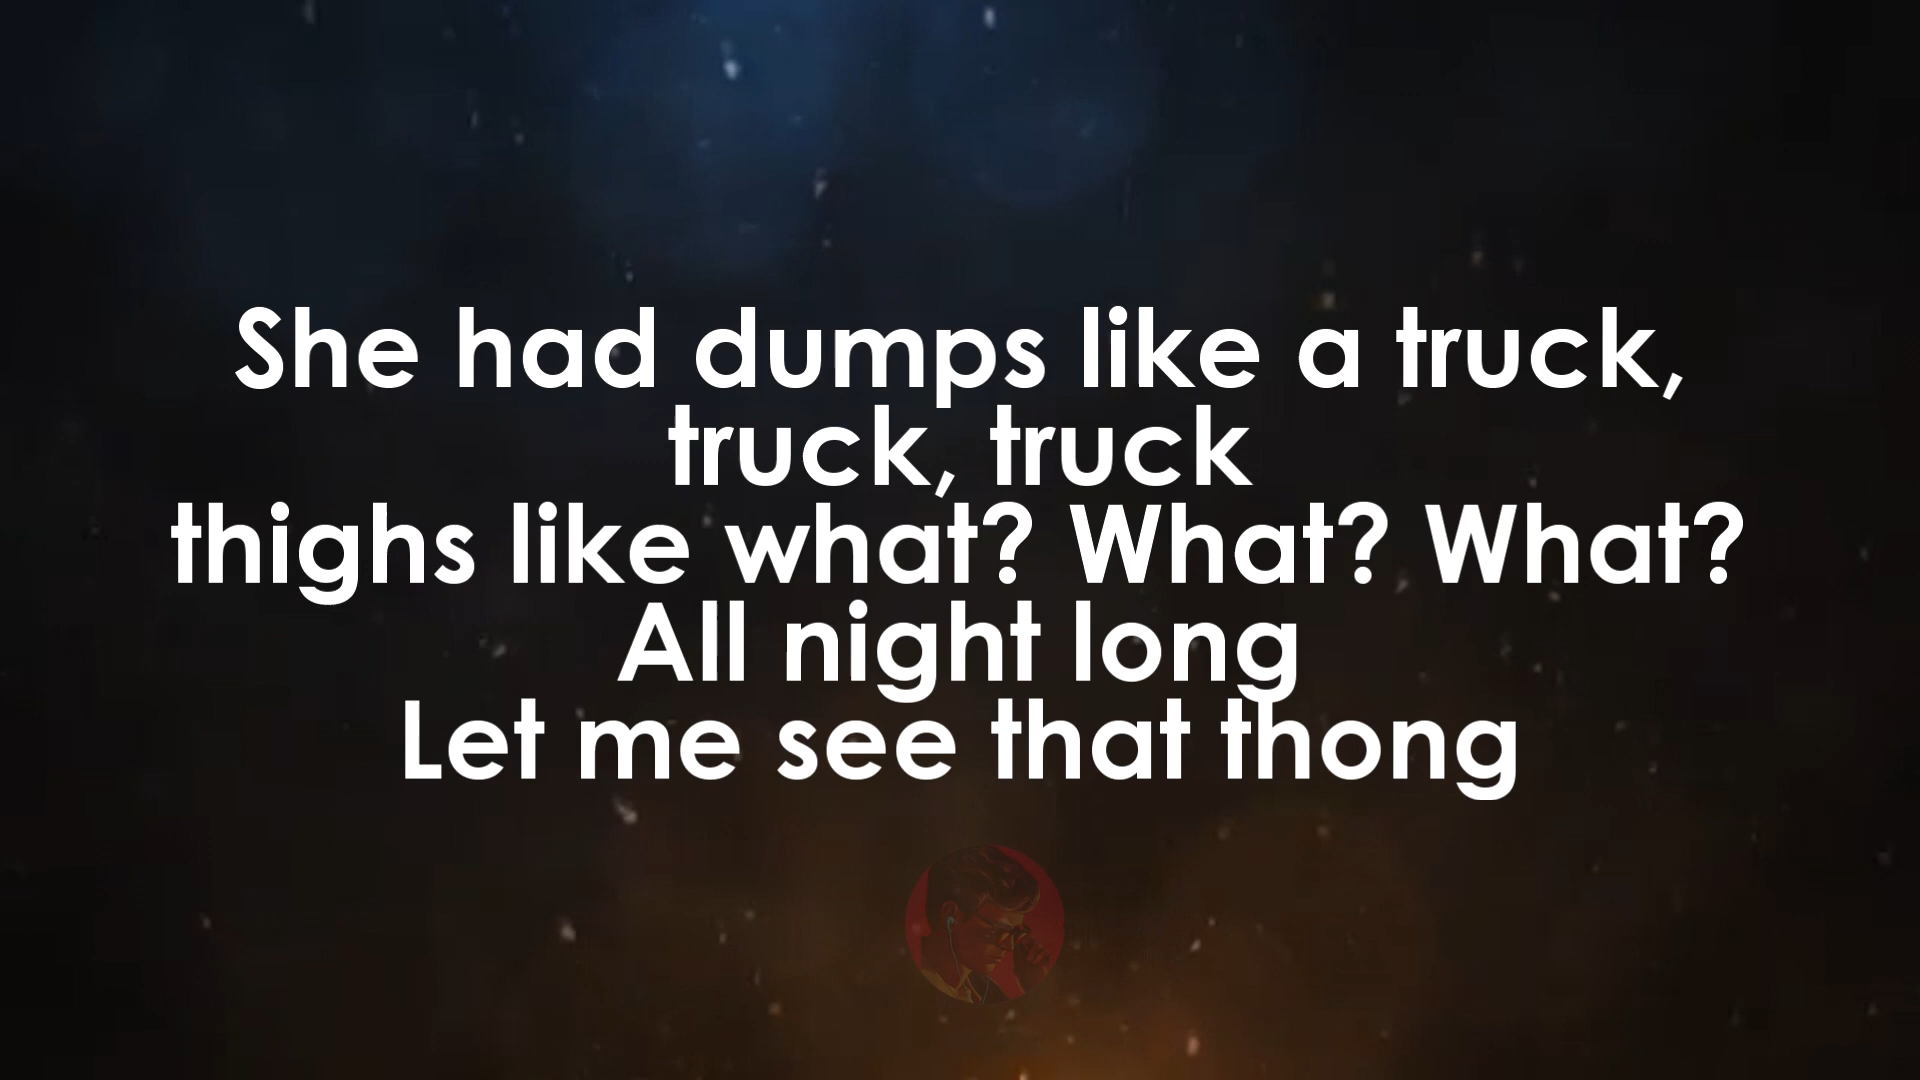 She had dumps like a truck,
truck, truck
thighs like what? What? What?
All night long
Let me see that thong